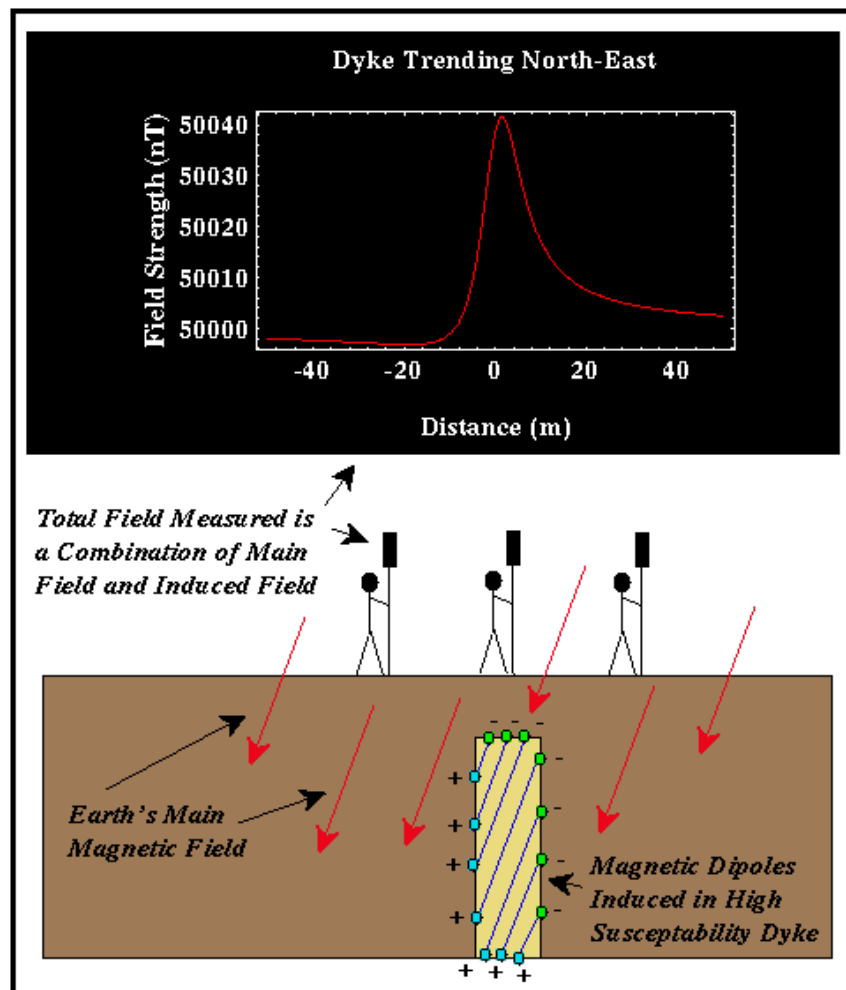 Dyke Trending North-East
Field Strength (nT)
50040
50030
50020
50010
50000
-40 -20 0 20 40
Distance (m)
Total Field Measured is
a Combination of Main
Field and Induced Field
- - - -
+ -
+ -
+ -
+ -
+ + +
Earth's Main
Magnetic Field
Magnetic Dipoles
Induced in High
Susceptability Dyke